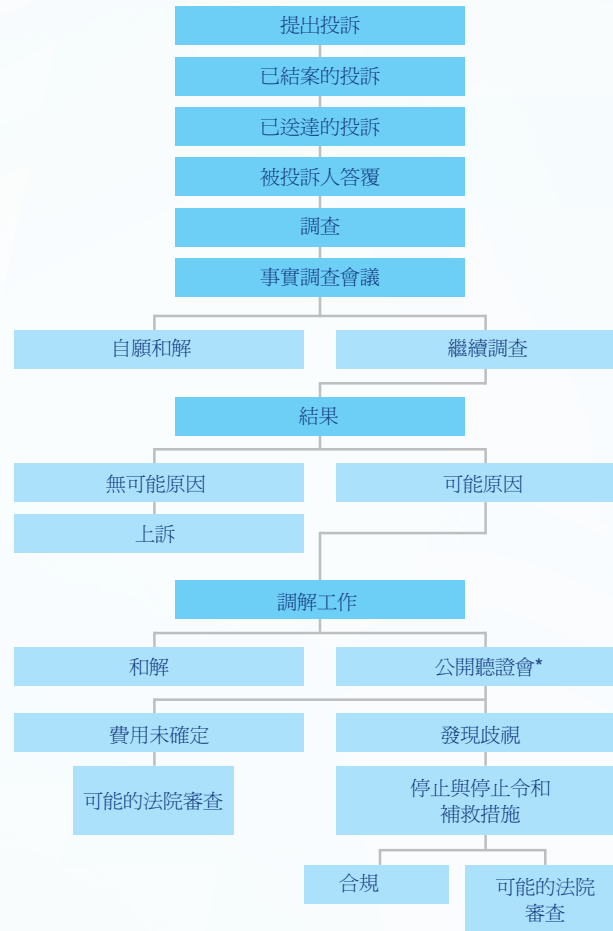 提出投訴
已結案的投訴
已送達的投訴
被投訴人答覆
調查
事實調查會議
自願和解
繼續調查
結果
無可能原因
可能原因
上訴
調解工作
和解
公開聽證會*
費用未確定
發現歧視
可能的法院審查
停止與停止令和
補救措施
合規
可能的法院
審查